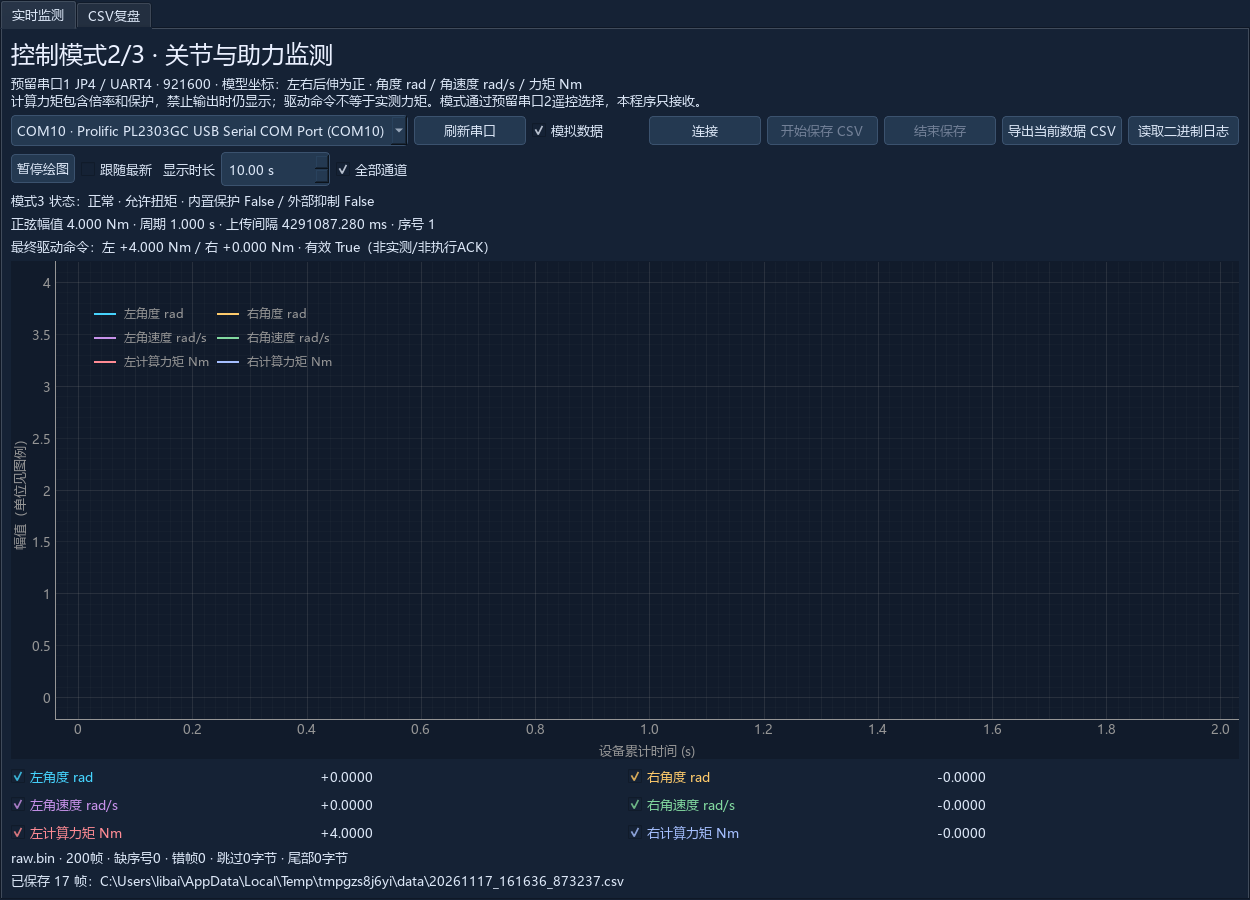 实时监测 CSV复盘
控制模式2/3 · 关节与助力监测
预留串口1 JP4 / UART4 · 921600 · 模型坐标：左右后伸为正 · 角度 rad / 角速度 rad/s / 力矩 Nm
计算力矩包含倍率和保护，禁止输出时仍显示；驱动命令不等于实测力矩。模式通过预留串口2遥控选择，本程序只接收。
COM10 · Prolific PL2303GC USB Serial COM Port (COM10) 刷新串口 模拟数据 连接 开始保存 CSV 结束保存 导出当前数据 CSV 读取二进制日志
暂停绘图 跟随最新 显示时长 10.00 s 全部通道
模式3 状态：正常 · 允许扭矩 · 内置保护 False / 外部抑制 False
正弦幅值 4.000 Nm · 周期 1.000 s · 上传间隔 4291087.280 ms · 序号 1
最终驱动命令：左 +4.000 Nm / 右 +0.000 Nm · 有效 True（非实测/非执行ACK）
4
左角度 rad 右角度 rad
3.5
左角速度 rad/s 右角速度 rad/s
左计算力矩 Nm 右计算力矩 Nm
3
2.5
2
1.5
1
0.5
0
幅值（单位见图例）
0 0.2 0.4 0.6 0.8 1.0 1.2 1.4 1.6 1.8 2.0
设备累计时间 (s)
左角度 rad +0.0000 右角度 rad -0.0000
左角速度 rad/s +0.0000 右角速度 rad/s -0.0000
左计算力矩 Nm +4.0000 右计算力矩 Nm -0.0000
raw.bin · 200帧 · 缺序号0 · 错帧0 · 跳过0字节 · 尾部0字节
已保存 17 帧：C:\Users\libai\AppData\Local\Temp\tmpgzs8j6yi\data\20261117_161636_873237.csv